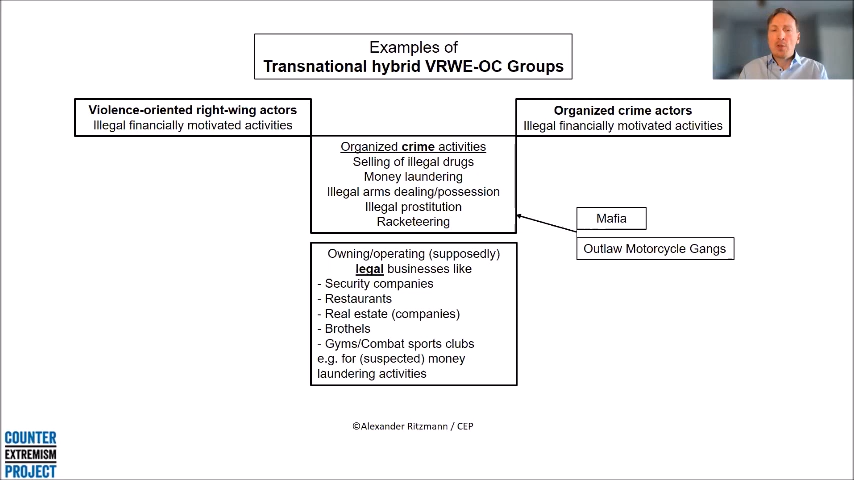 Examples of
Transnational hybrid VRWE-OC Groups
Violence-oriented right-wing actors
Illegal financially motivated activities
Organized crime actors
Illegal financially motivated activities
Organized crime activities
Selling of illegal drugs
Money laundering
Illegal arms dealing/possession
Illegal prostitution
Racketeering
Mafia
Outlaw Motorcycle Gangs
Owning/operating (supposedly)
legal businesses like
- Security companies
- Restaurants
- Real estate (companies)
- Brothels
- Gyms/Combat sports clubs
e.g. for (suspected) money
laundering activities
©Alexander Ritzmann / CEP
COUNTER
EXTREMISM
PROJECT